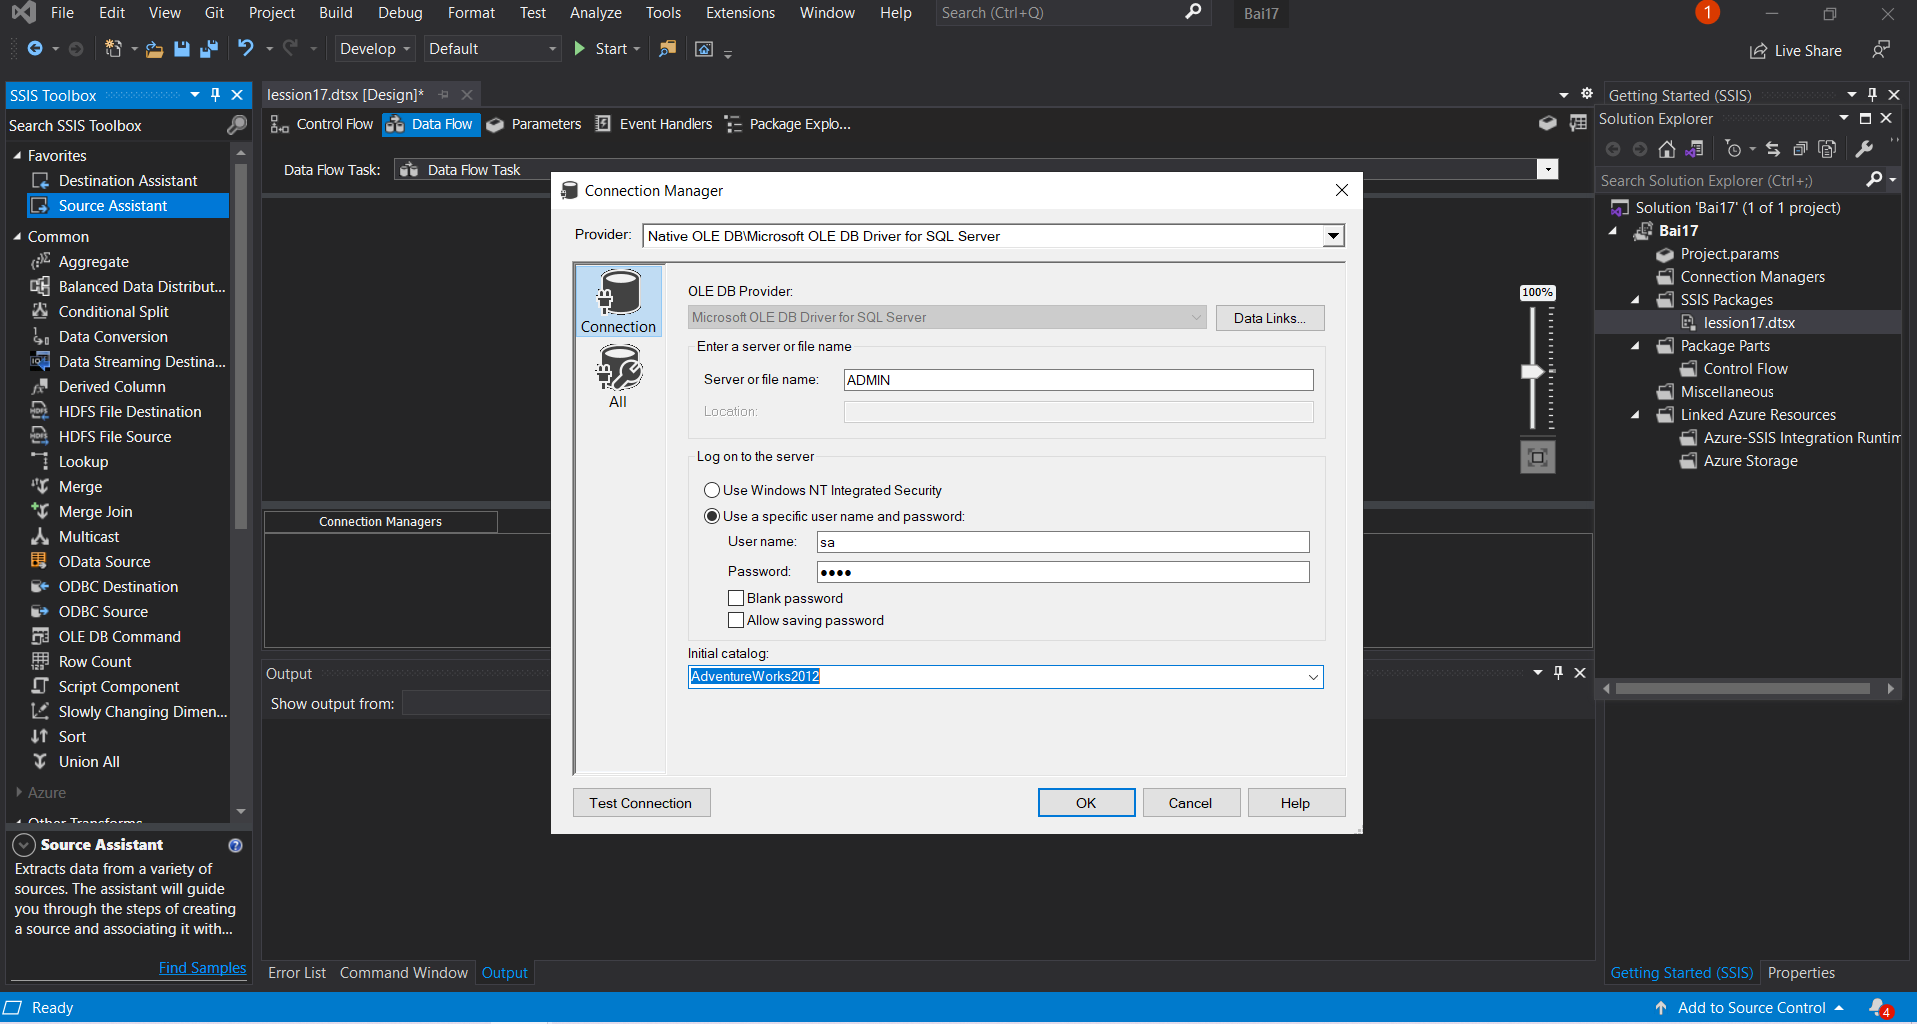 File Edit View Git Project Build Debug Format Test Analyze Tools Extensions Window Help Search (Ctrl+Q) Bai17 1
Develop Default Start Live Share
SSIS Toolbox
Search SSIS Toolbox
Favorites
Destination Assistant
Source Assistant
Common
Aggregate
Balanced Data Distribut...
Conditional Split
Data Conversion
Data Streaming Destina...
Derived Column
HDFS File Destination
HDFS File Source
Lookup
Merge
Merge Join
Multicast
OData Source
ODBC Destination
ODBC Source
OLE DB Command
Row Count
Script Component
Slowly Changing Dimen...
Sort
Union All
Azure
Other Transforms
Source Assistant
Extracts data from a variety of
sources. The assistant will guide
you through the steps of creating
a source and associating it with...
Find Samples
lession17.dtsx [Design]*
Control Flow Data Flow Parameters Event Handlers Package Explo...
Data Flow Task: Data Flow Task
100%
Connection Managers
Output
Show output from:
Error List Command Window Output
Connection Manager
Provider: Native OLE DB\Microsoft OLE DB Driver for SQL Server
Connection
All
OLE DB Provider:
Microsoft OLE DB Driver for SQL Server Data Links...
Enter a server or file name
Server or file name: ADMIN
Location:
Log on to the server
Use Windows NT Integrated Security
Use a specific user name and password:
User name: sa
Password: ●●●●
Blank password
Allow saving password
Initial catalog:
AdventureWorks2012
Test Connection OK Cancel Help
Getting Started (SSIS)
Solution Explorer
Search Solution Explorer (Ctrl+;)
Solution 'Bai17' (1 of 1 project)
Bai17
Project.params
Connection Managers
SSIS Packages
lession17.dtsx
Package Parts
Control Flow
Miscellaneous
Linked Azure Resources
Azure-SSIS Integration Runtim
Azure Storage
Getting Started (SSIS) Properties
Ready Add to Source Control 4